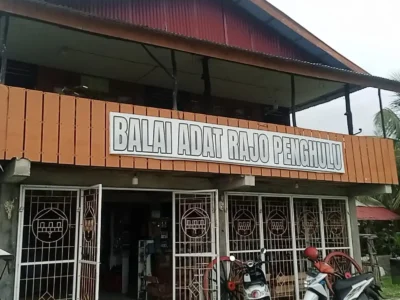 BALAI ADAT RAJO PENGHULU